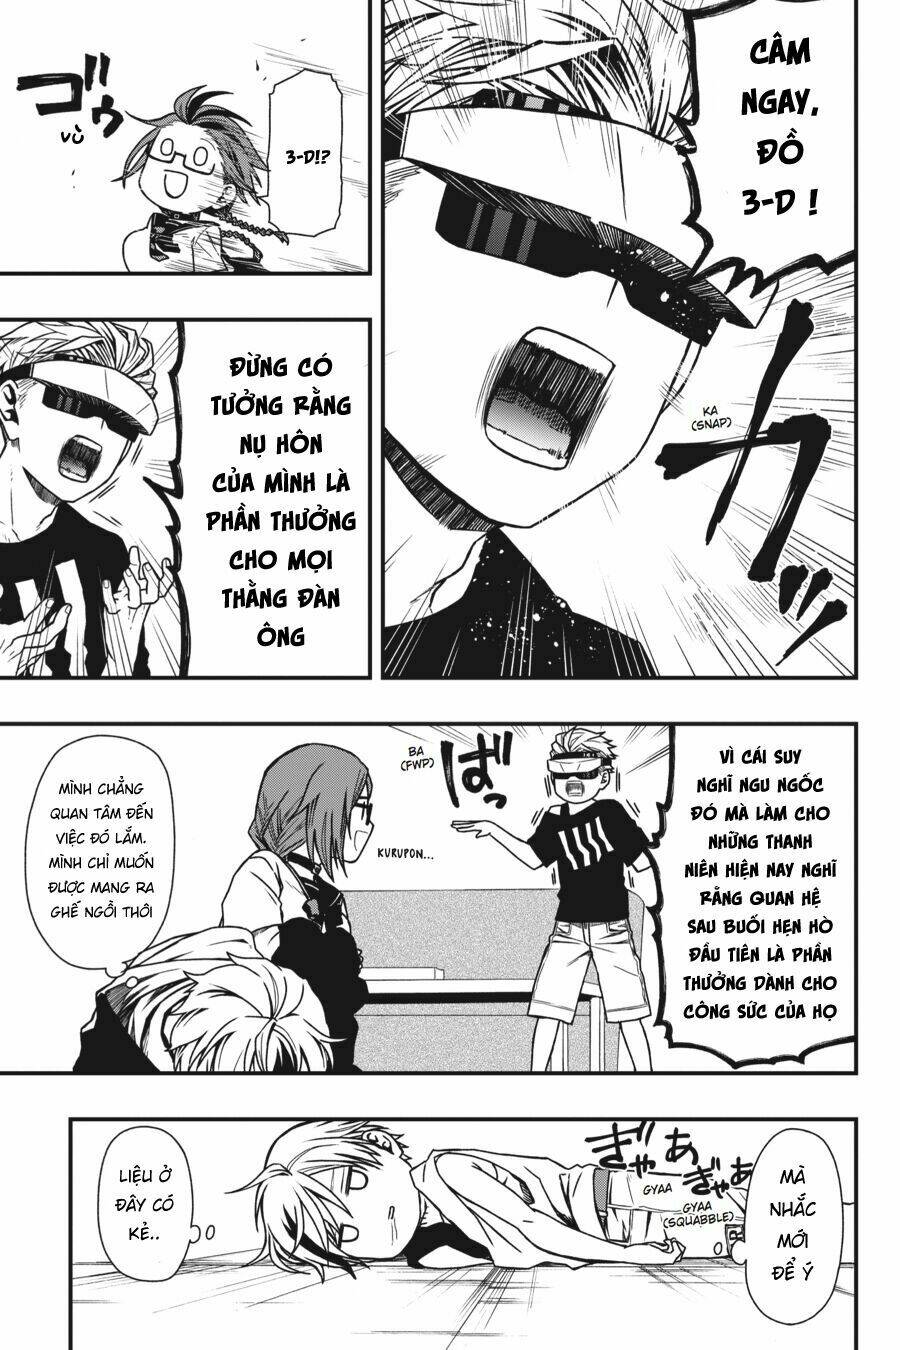 CÂM
NGAY,
ĐỒ
3-D !
カッ
KA
(SNAP)
3-D!?
ゴゥ
VÙ
ĐỪNG CÓ
TƯỞNG RẰNG
NỤ HÔN
CỦA MÌNH LÀ
PHẦN THƯỞNG
CHO MỌI
THẰNG ĐÀN
ÔNG
VÌ CÁI SUY
NGHĨ NGU NGỐC
ĐÓ MÀ LÀM CHO
NHỮNG THANH
NIÊN HIỆN NAY NGHĨ
RẰNG QUAN HỆ
SAU BUỔI HẸN HÒ
ĐẦU TIÊN LÀ PHẦN
THƯỞNG DÀNH CHO
CÔNG SỨC CỦA HỌ
ばっ
BA
(FWP)
KURUPON...
MÌNH CHẲNG
QUAN TÂM ĐẾN
VIỆC ĐÓ LẮM.
MÌNH CHỈ MUỐN
ĐƯỢC MANG RA
GHẾ NGỒI THÔI
MÀ
NHẮC
MỚI
ĐỂ Ý
ぎゃあ
ぎゃあ
GYAA
GYAA
(SQUABBLE)
LIỆU Ở
ĐÂY CÓ
KẺ..